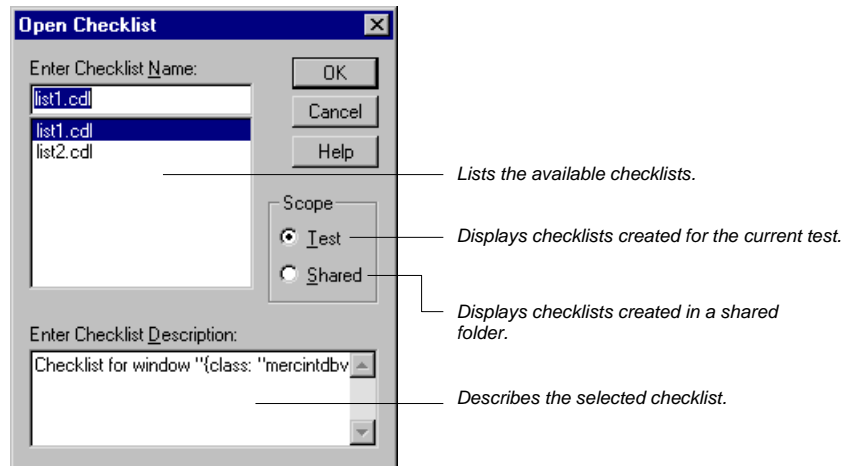 Open Checklist
Enter Checklist Name:
OK
list1.cdl
Cancel
list1.cdl
list2.cdl
Help
Lists the available checklists.
Scope
Test
Displays checklists created for the current test.
Shared
Displays checklists created in a shared
folder.
Enter Checklist Description:
Checklist for window "{class: "mercintdbv
Describes the selected checklist.